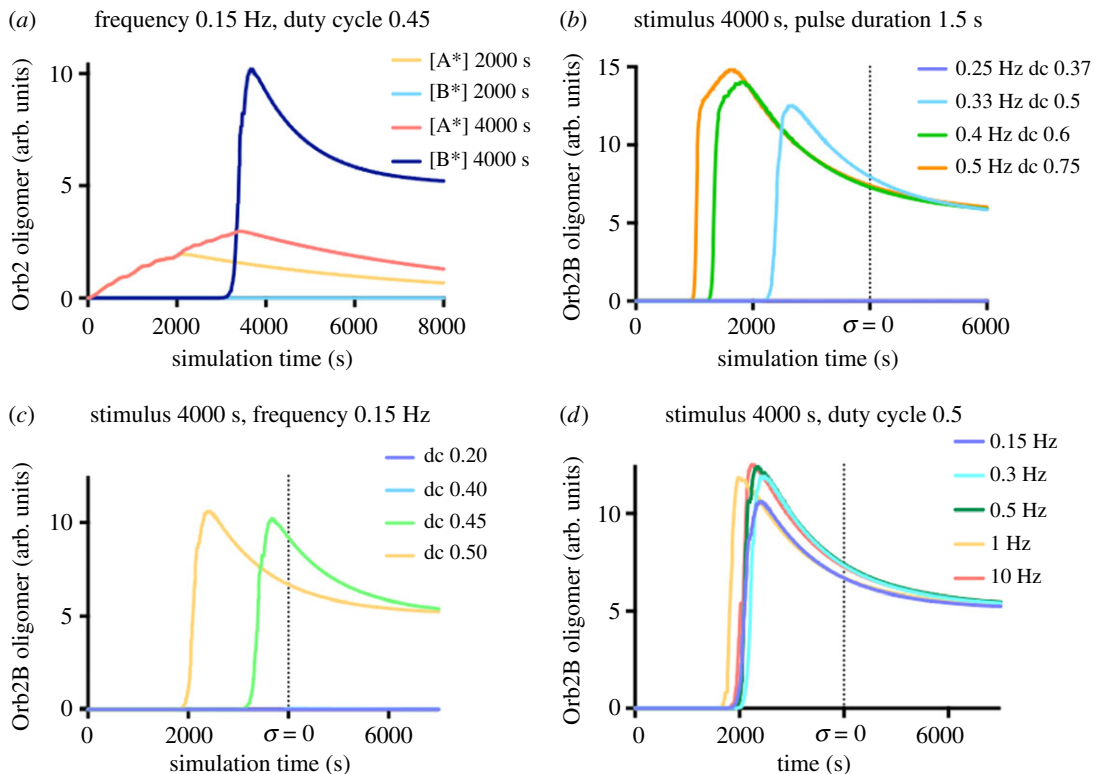 (a) frequency 0.15 Hz, duty cycle 0.45
Orb2 oligomer (arb. units)
10
5
0
[A*] 2000 s
[B*] 2000 s
[A*] 4000 s
[B*] 4000 s
0 2000 4000 6000 8000
simulation time (s)
(b) stimulus 4000 s, pulse duration 1.5 s
Orb2B oligomer (arb. units)
15
10
5
0
0.25 Hz dc 0.37
0.33 Hz dc 0.5
0.4 Hz dc 0.6
0.5 Hz dc 0.75
0 2000 σ = 0 6000
simulation time (s)
(c) stimulus 4000 s, frequency 0.15 Hz
Orb2B oligomer (arb. units)
10
5
0
dc 0.20
dc 0.40
dc 0.45
dc 0.50
0 2000 σ = 0 6000
simulation time (s)
(d) stimulus 4000 s, duty cycle 0.5
Orb2B oligomer (arb. units)
10
5
0
0.15 Hz
0.3 Hz
0.5 Hz
1 Hz
10 Hz
0 2000 σ = 0 6000
time (s)